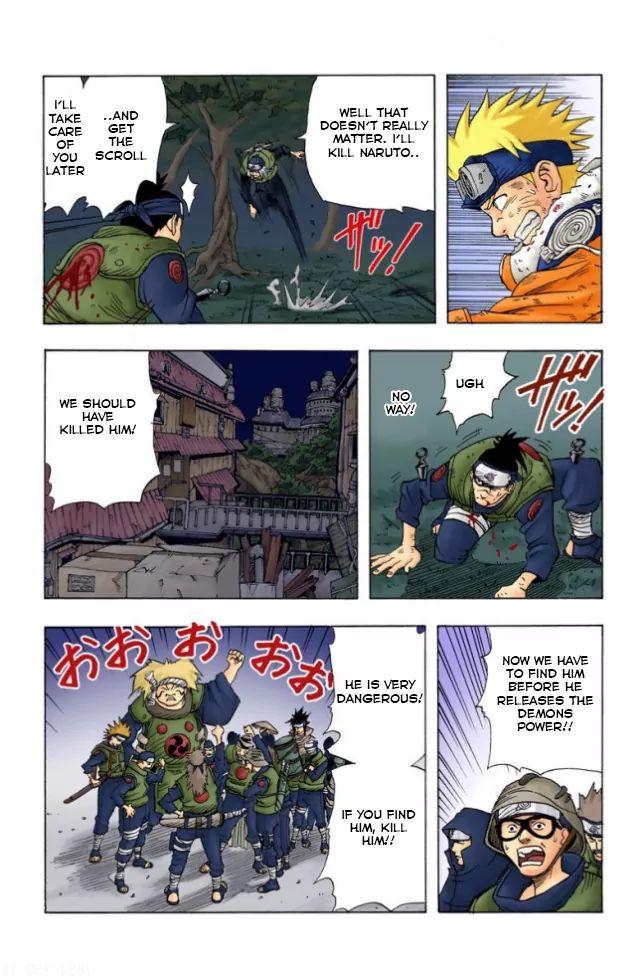 WELL THAT
DOESN'T REALLY
MATTER. I'LL
KILL NARUTO..
..AND
GET
THE
SCROLL
I'LL
TAKE
CARE
OF
YOU
LATER
ザッ!
ザッ!
UGH
NO
WAY!
WE SHOULD
HAVE
KILLED HIM!
NOW WE HAVE
TO FIND HIM
BEFORE HE
RELEASES THE
DEMONS
POWER!!
HE IS VERY
DANGEROUS!
IF YOU FIND
HIM, KILL
HIM!!
おお お おお